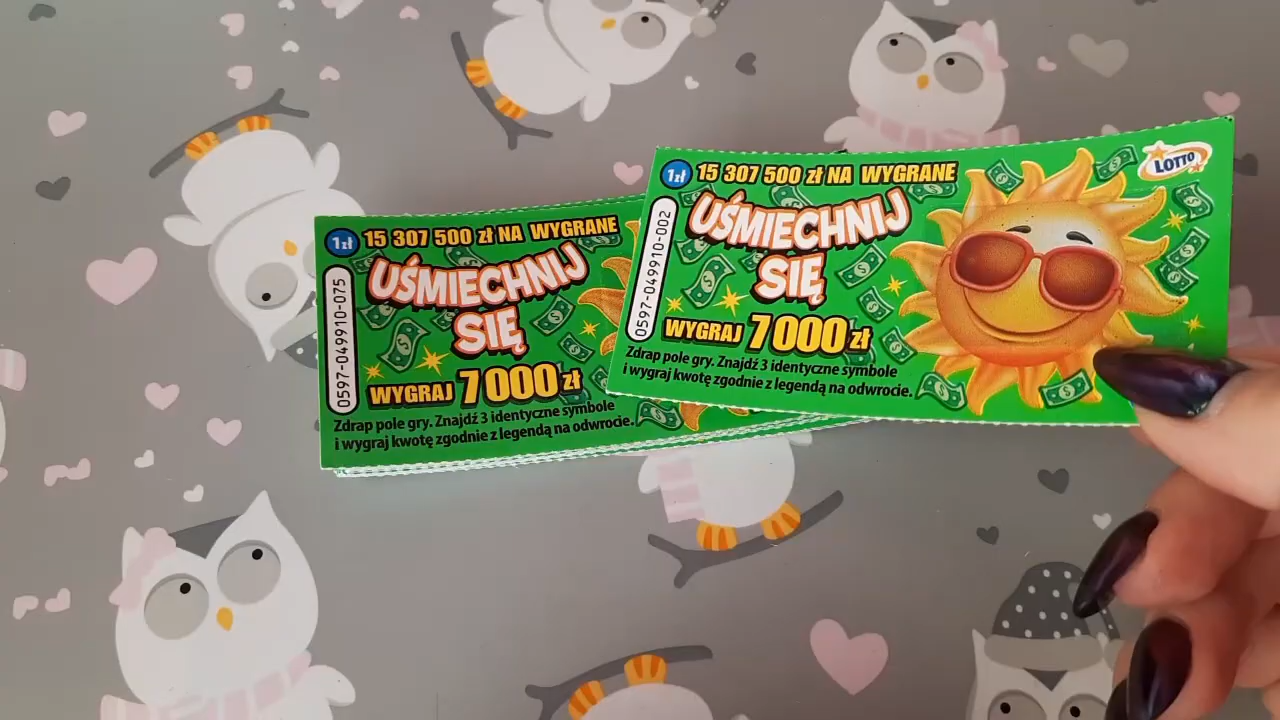 1zł 15 307 500 zł NA WYGRANE
UŚMIECHNIJ
SIĘ
WYGRAJ 7000 zł
Zdrap pole gry. Znajdź 3 identyczne symbole
i wygraj kwotę zgodnie z legendą na odwrocie.
0597-049910-075
1zł 15 307 500 zł NA WYGRANE
LOTTO
UŚMIECHNIJ
SIĘ
WYGRAJ 7000 zł
Zdrap pole gry. Znajdź 3 identyczne symbole
i wygraj kwotę zgodnie z legendą na odwrocie.
0597-049910-002